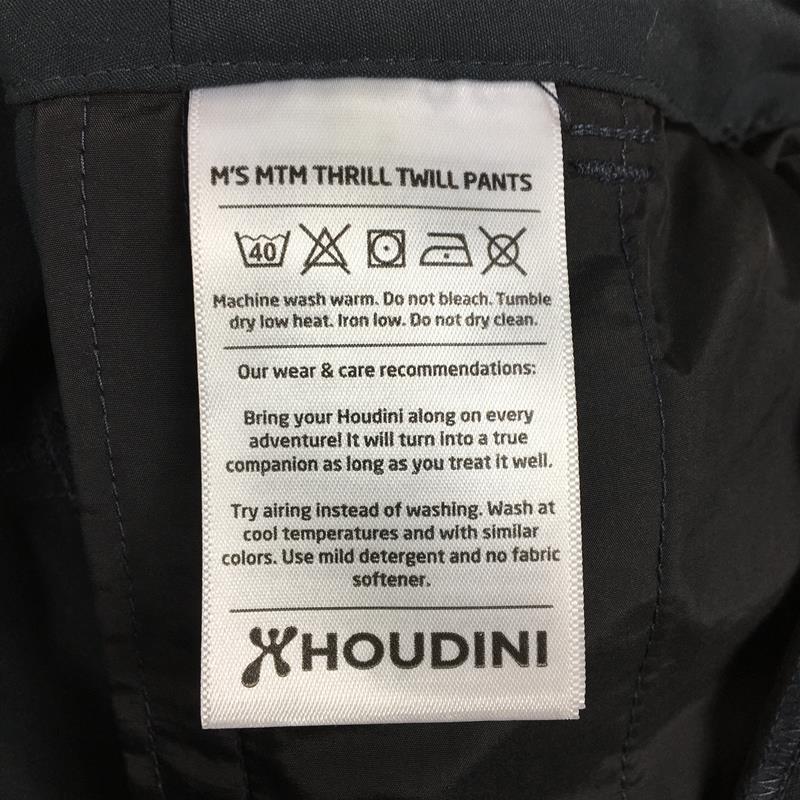 M'S MTM THRILL TWILL PANTS
40
Machine wash warm. Do not bleach. Tumble
dry low heat. Iron low. Do not dry clean.
Our wear & care recommendations:
Bring your Houdini along on every
adventure! It will turn into a true
companion as long as you treat it well.
Try airing instead of washing. Wash at
cool temperatures and with similar
colors. Use mild detergent and no fabric
softener.
HOUDINI